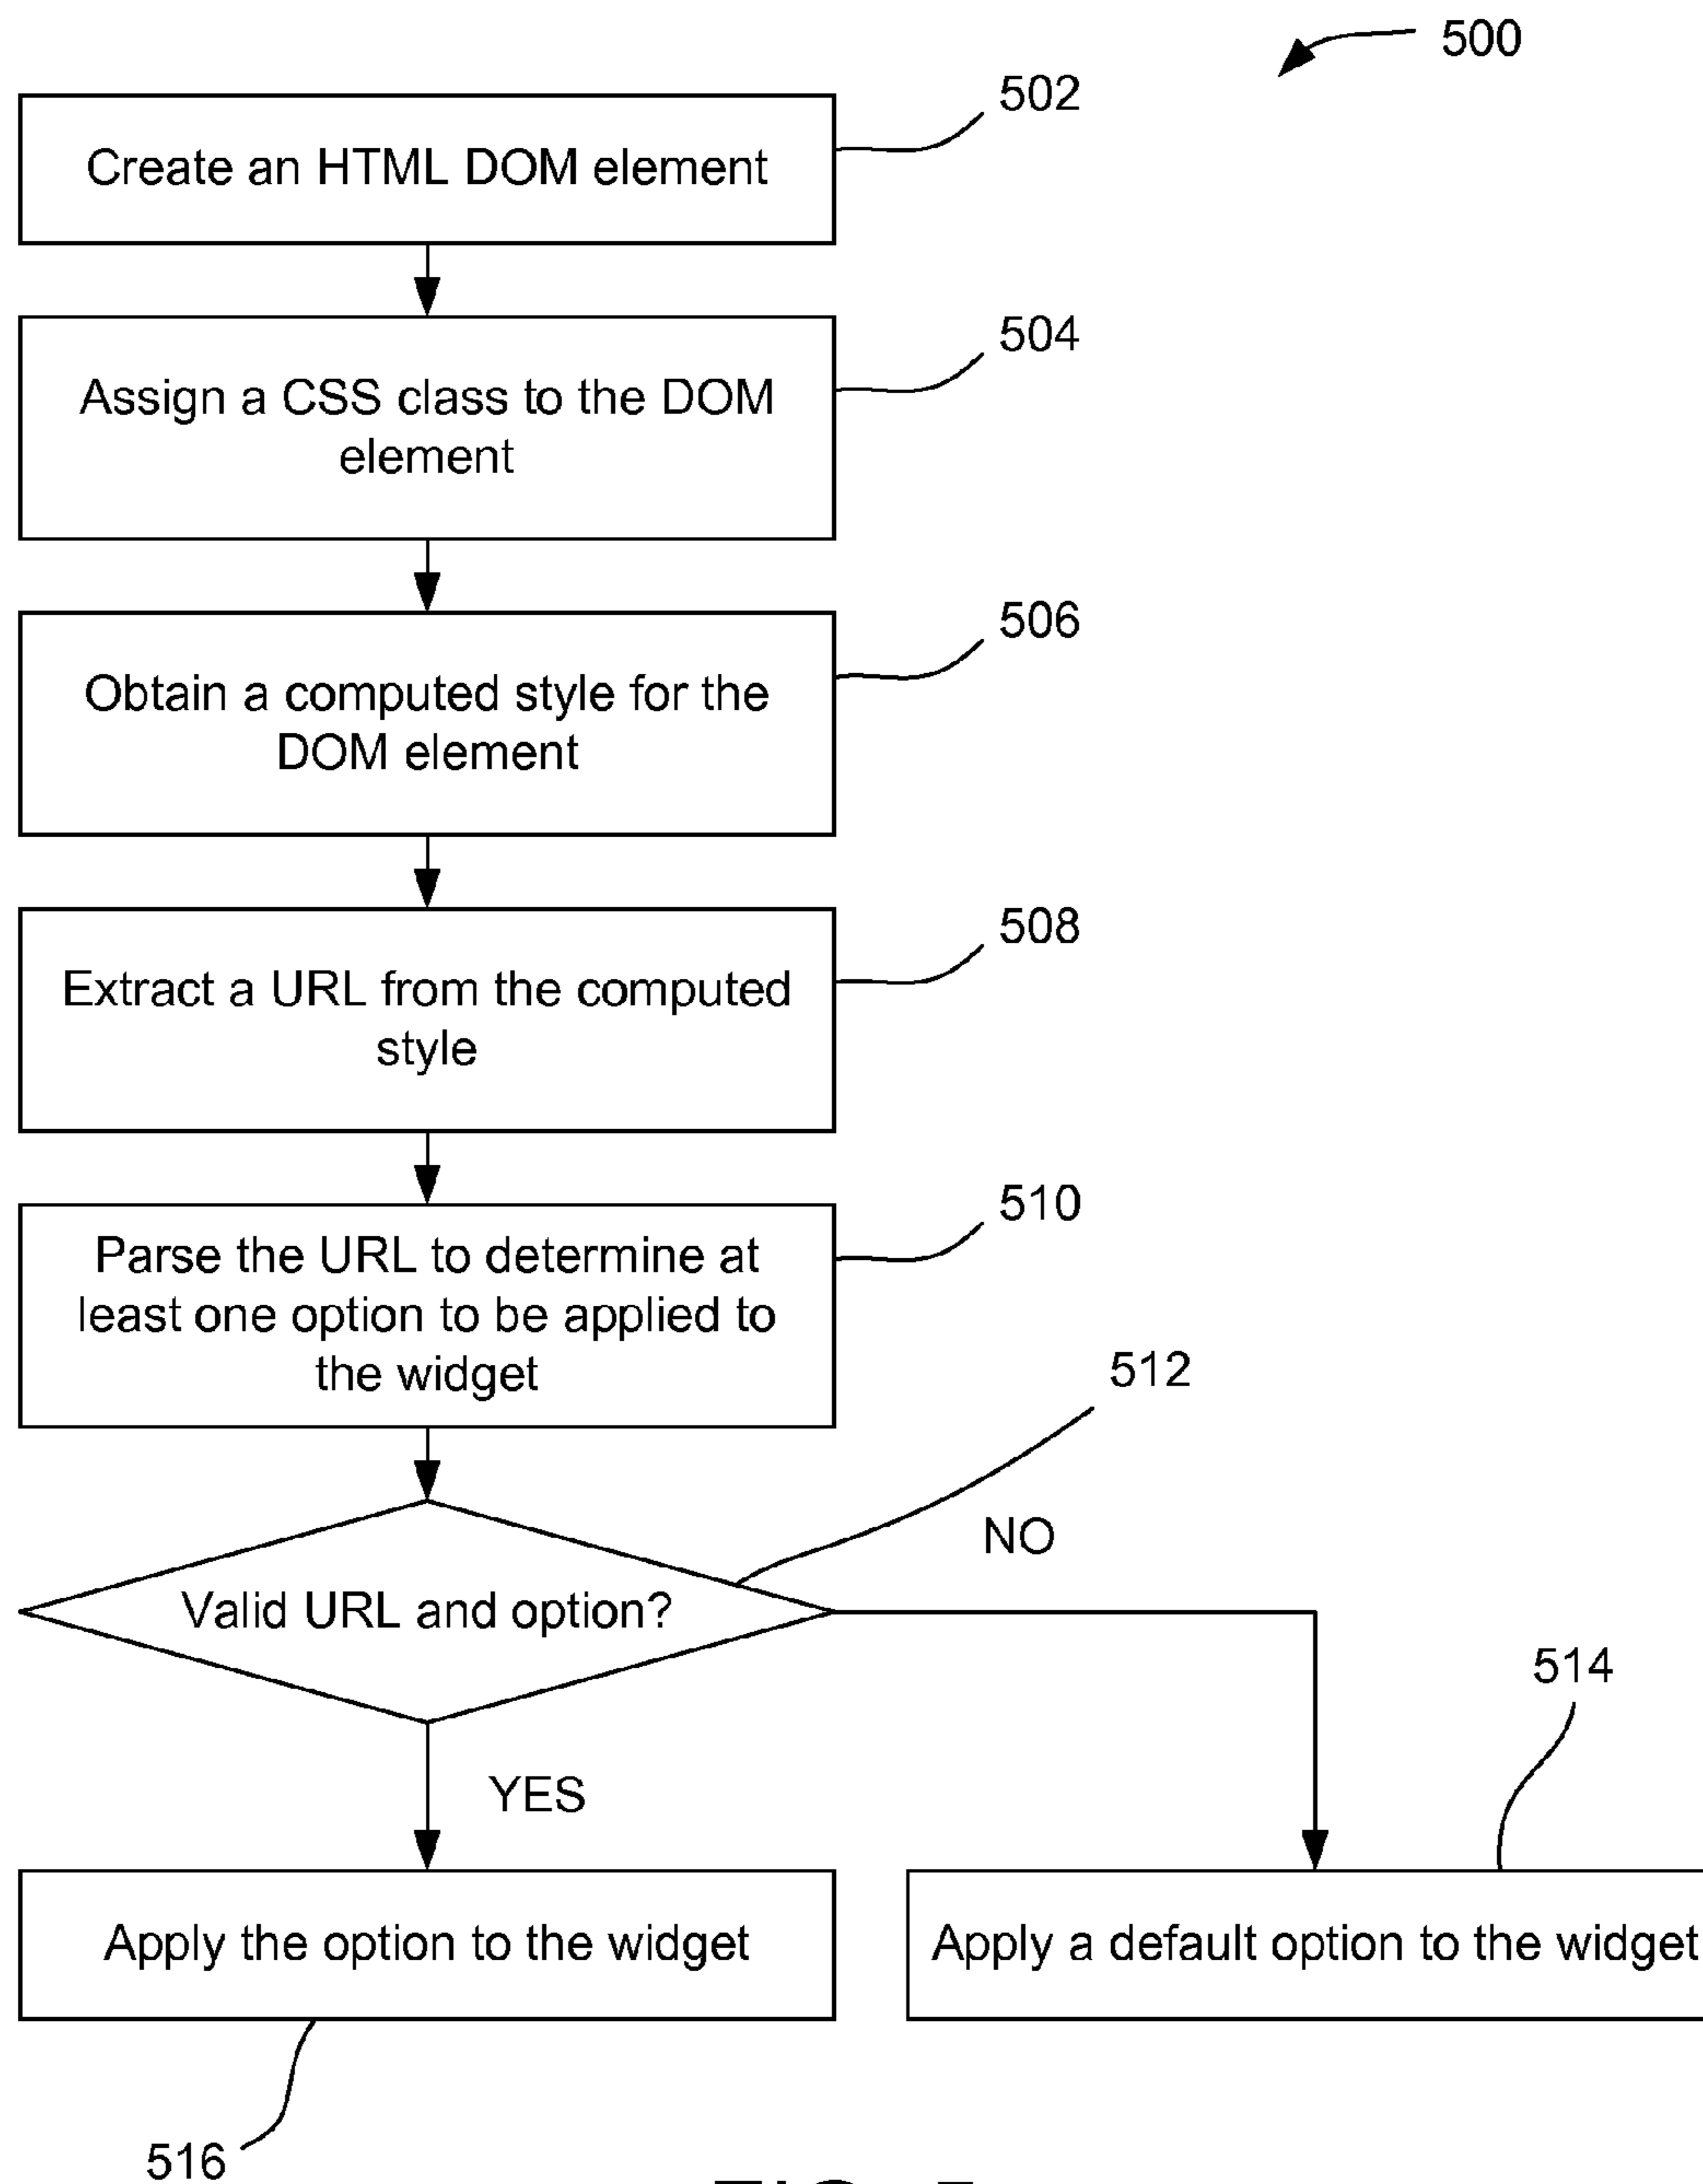 500
502
Create an HTML DOM element
504
Assign a CSS class to the DOM
element
506
Obtain a computed style for the
DOM element
508
Extract a URL from the computed
style
510
Parse the URL to determine at
least one option to be applied to
the widget
512
NO
Valid URL and option?
514
YES
Apply the option to the widget
Apply a default option to the widget
516